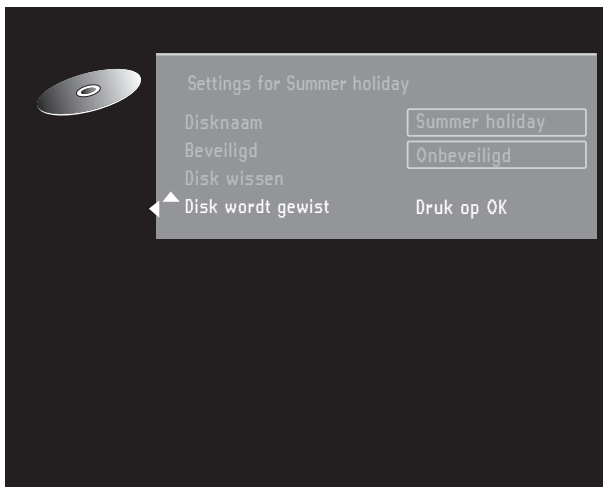 Settings for Summer holiday
Disknaam Summer holiday
Beveiligd Onbeveiligd
Disk wissen
Disk wordt gewist Druk op OK